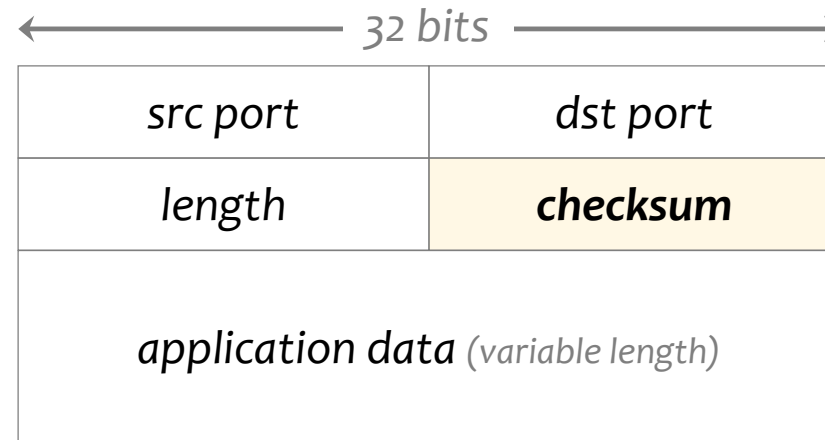 32 bits
src port dst port
length checksum
application data (variable length)